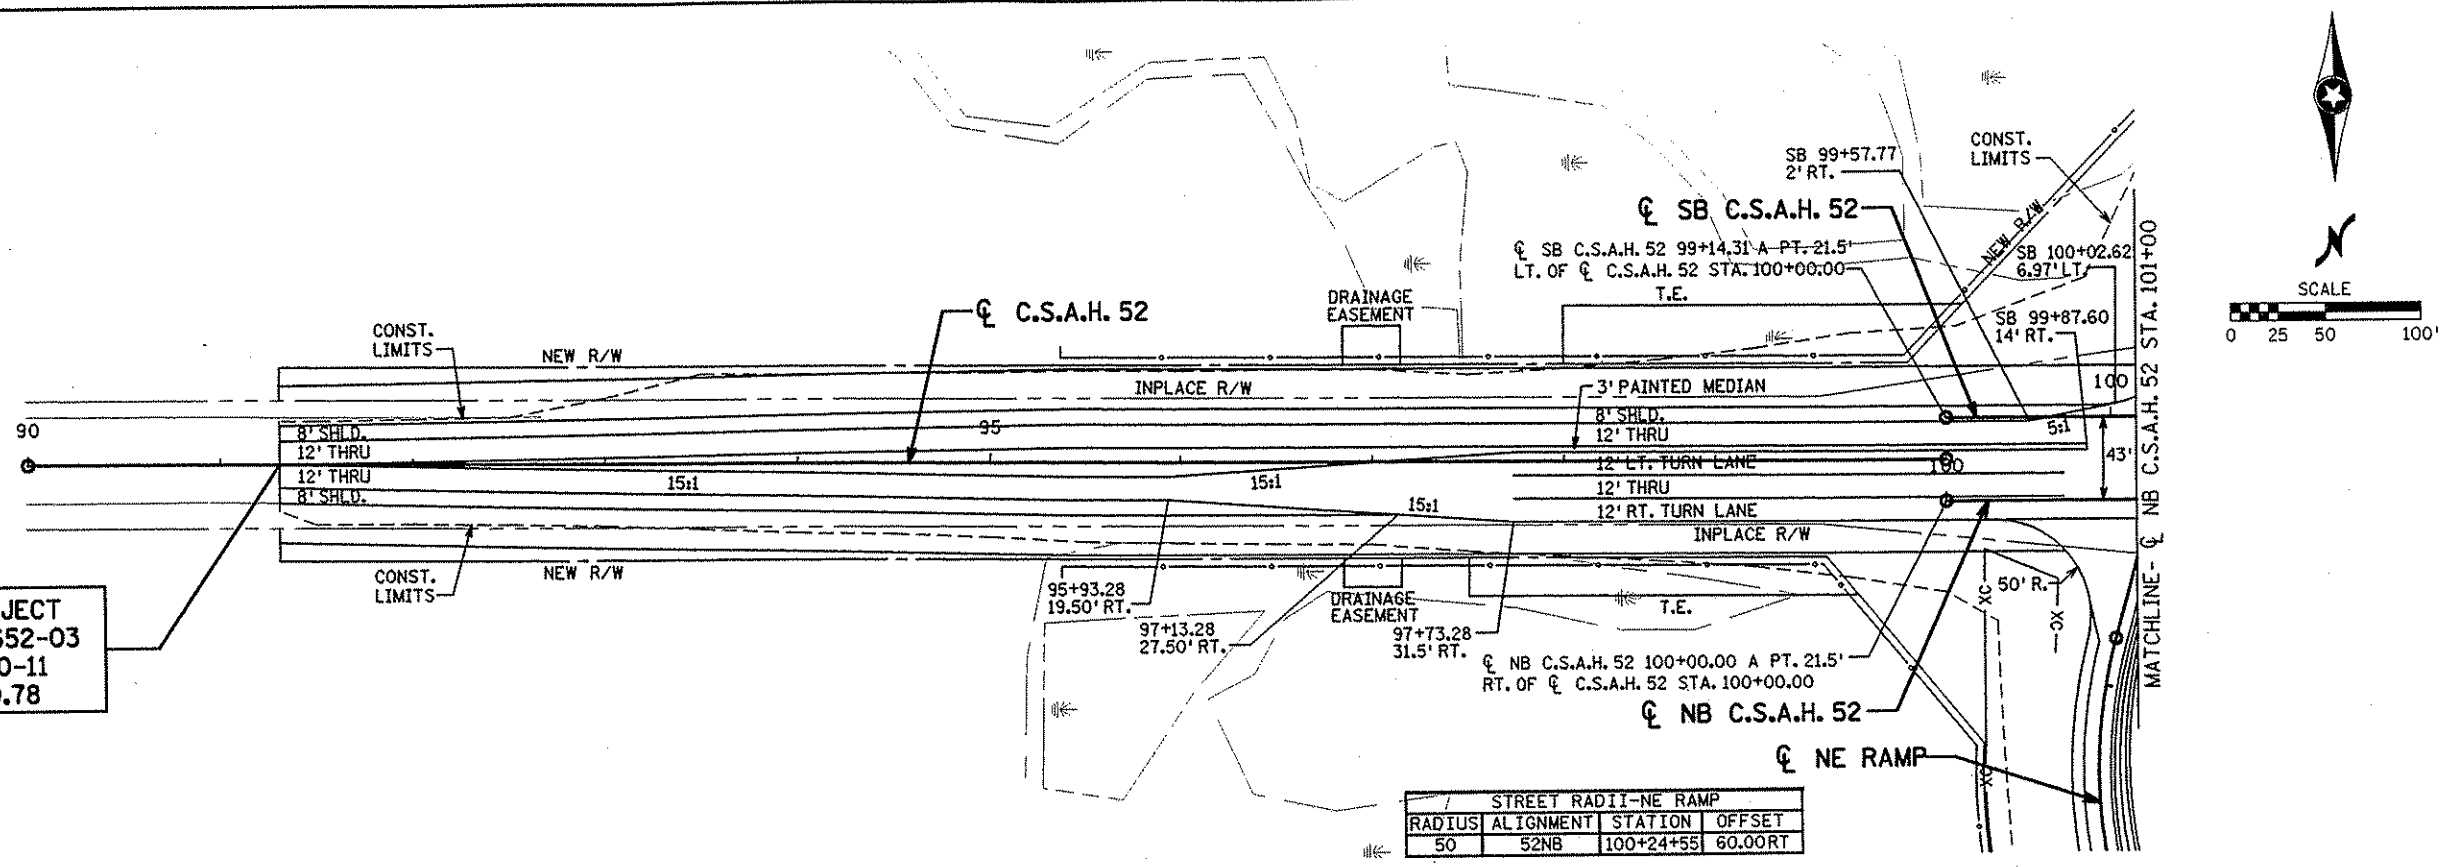 CONST.
LIMITS
SB 99+57.77
2' RT.
℄ SB C.S.A.H. 52
NEW R/W
℄ SB C.S.A.H. 52 99+14.31 A PT. 21.5'
LT. OF ℄ C.S.A.H. 52 STA. 100+00.00
SB 100+02.62
6.97' LT.
T.E.
SCALE
0 25 50 100'
DRAINAGE
EASEMENT
℄ C.S.A.H. 52
SB 99+87.60
14' RT.
CONST.
LIMITS
NEW R/W
INPLACE R/W
3' PAINTED MEDIAN
100
90
95
8' SHLD.
12' THRU
12' THRU
8' SHLD.
8' SHLD.
12' THRU
12' LT. TURN LANE
12' THRU
12' RT. TURN LANE
100
5:1
43'
15:1
15:1
15:1
INPLACE R/W
MATCHLINE- ℄ NB C.S.A.H. 52 STA. 101+00
CONST.
LIMITS
NEW R/W
95+93.28
19.50' RT.
97+13.28
27.50' RT.
DRAINAGE
EASEMENT
97+73.28
31.5' RT.
T.E.
XC
50' R.
XC
XC
℄ NB C.S.A.H. 52 100+00.00 A PT. 21.5'
RT. OF ℄ C.S.A.H. 52 STA. 100+00.00
℄ NB C.S.A.H. 52
℄ NE RAMP
JECT
652-03
0-11
.78
STREET RADII-NE RAMP
RADIUS ALIGNMENT STATION OFFSET
50 52NB 100+24+55 60.00RT